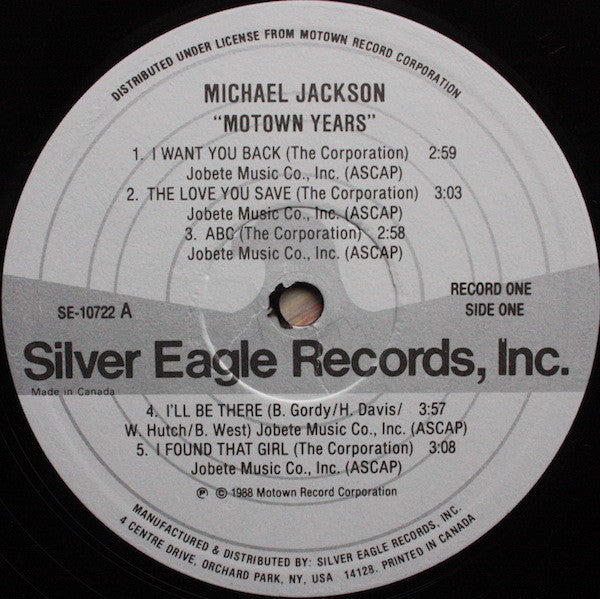 DISTRIBUTED UNDER LICENSE FROM MOTOWN RECORD CORPORATION
MICHAEL JACKSON
"MOTOWN YEARS"
1. I WANT YOU BACK (The Corporation) 2:59
Jobete Music Co., Inc. (ASCAP)
2. THE LOVE YOU SAVE (The Corporation) 3:03
Jobete Music Co., Inc. (ASCAP)
3. ABC (The Corporation) 2:58
Jobete Music Co., Inc. (ASCAP)
SE-10722 A
RECORD ONE
SIDE ONE
Silver Eagle Records, Inc.
Made in Canada
4. I'LL BE THERE (B. Gordy/H. Davis/ 3:57
W. Hutch/B. West) Jobete Music Co., Inc. (ASCAP)
5. I FOUND THAT GIRL (The Corporation) 3:08
Jobete Music Co., Inc. (ASCAP)
℗ © 1988 Motown Record Corporation
MANUFACTURED & DISTRIBUTED BY: SILVER EAGLE RECORDS, INC.
4 CENTRE DRIVE, ORCHARD PARK, NY, USA 14128. PRINTED IN CANADA